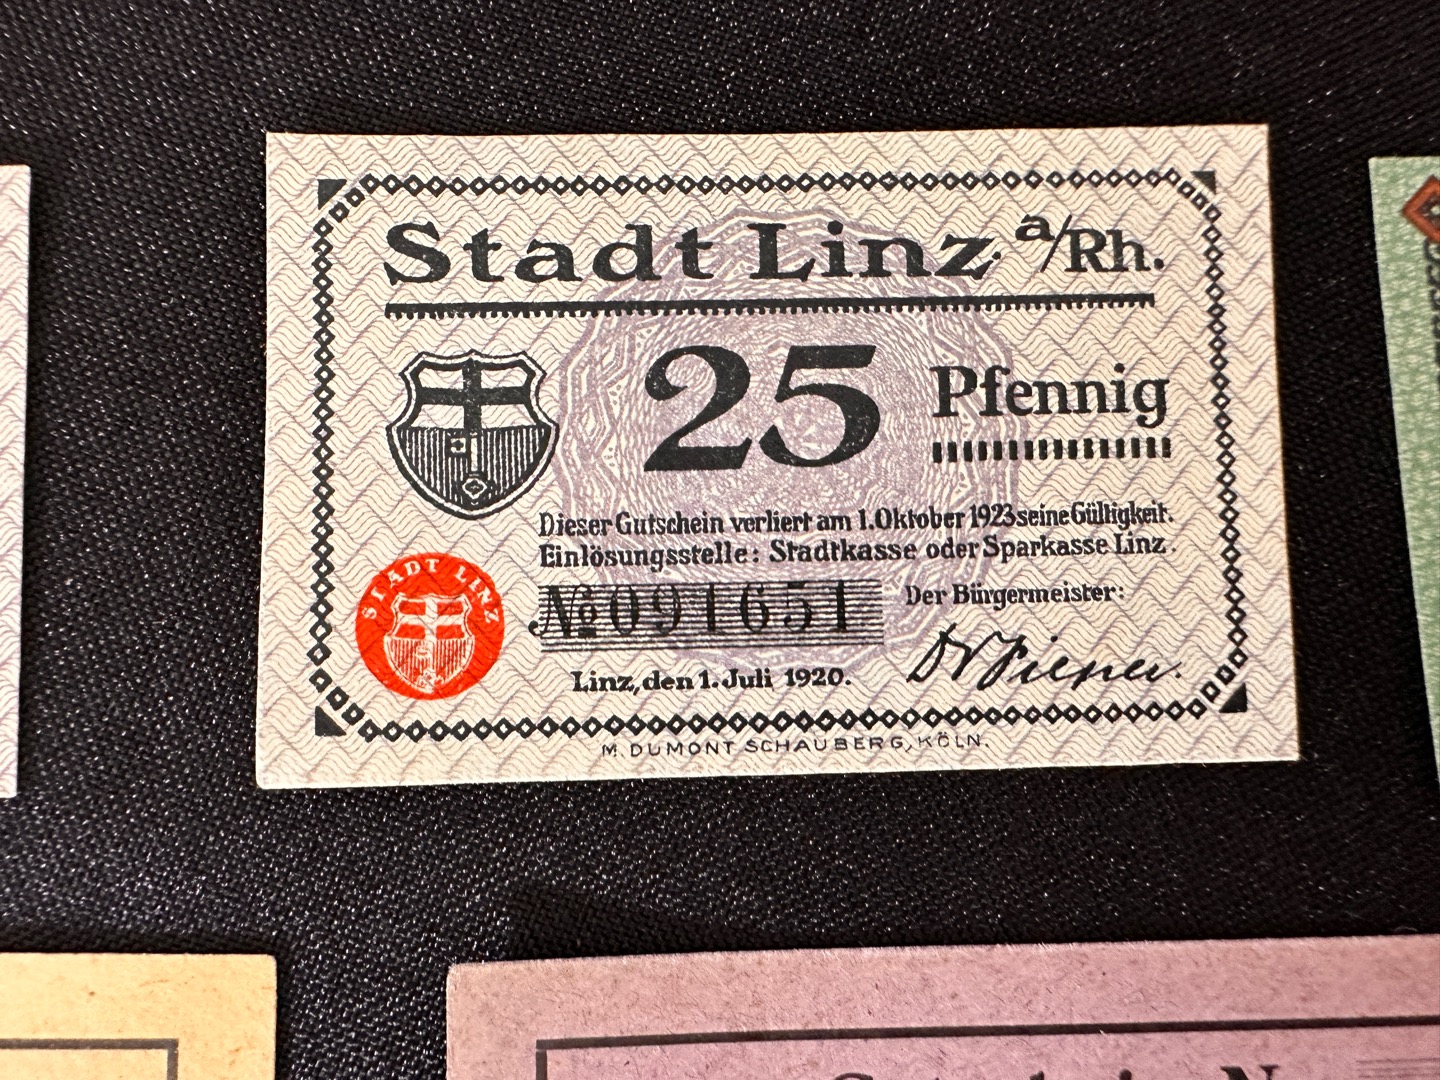 Stadt Linz a/Rh.
25 Pfennig
Dieser Gutschein verliert am 1. Oktober 1923 seine Gültigkeit.
Einlösungsstelle: Stadtkasse oder Sparkasse Linz.
№ 091651
Der Bürgermeister:
STADT LINZ
Linz, den 1. Juli 1920.
M. DUMONT SCHAUBERG, KÖLN.